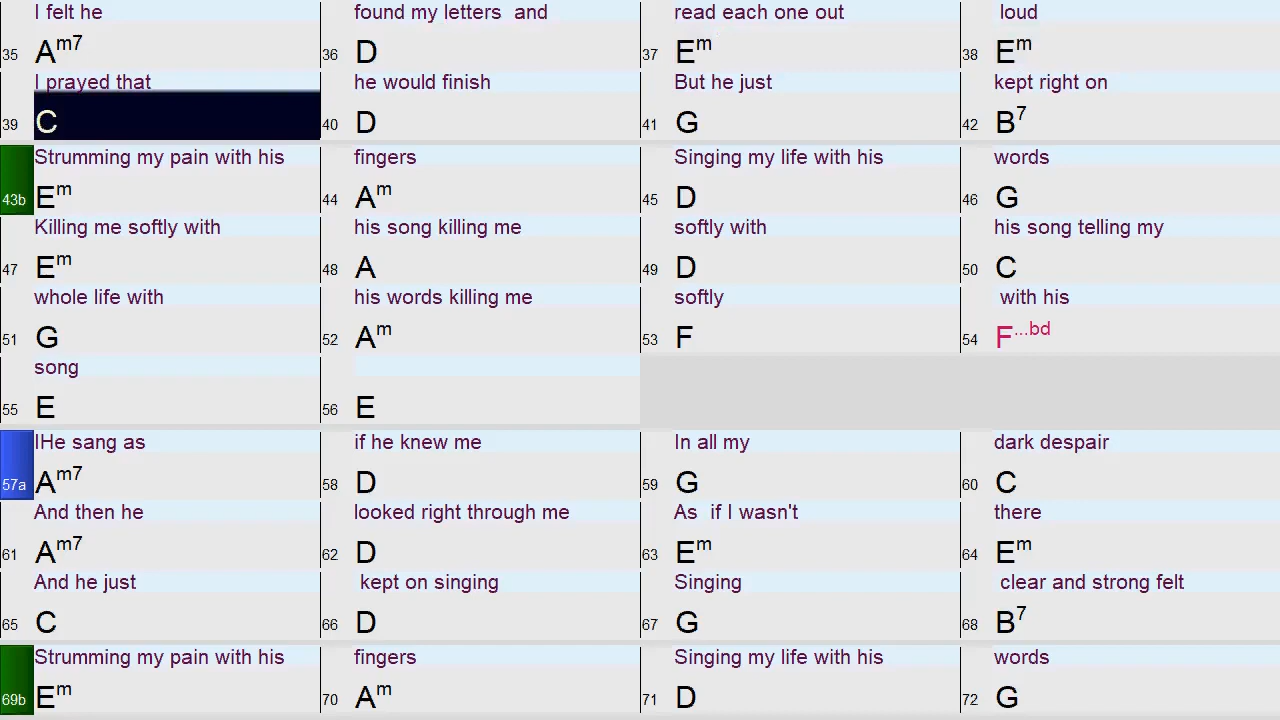 I felt he found my letters  and read each one out loud
35 Am7 36 D 37 Em 38 Em
I prayed that he would finish But he just kept right on
39 C 40 D 41 G 42 B7
Strumming my pain with his fingers Singing my life with his words
43b Em 44 Am 45 D 46 G
Killing me softly with his song killing me softly with his song telling my
47 Em 48 A 49 D 50 C
whole life with his words killing me softly with his
51 G 52 Am 53 F 54 F...bd
song
55 E 56 E
IHe sang as if he knew me In all my dark despair
57a Am7 58 D 59 G 60 C
And then he looked right through me As  if I wasn't there
61 Am7 62 D 63 Em 64 Em
And he just kept on singing Singing clear and strong felt
65 C 66 D 67 G 68 B7
Strumming my pain with his fingers Singing my life with his words
69b Em 70 Am 71 D 72 G